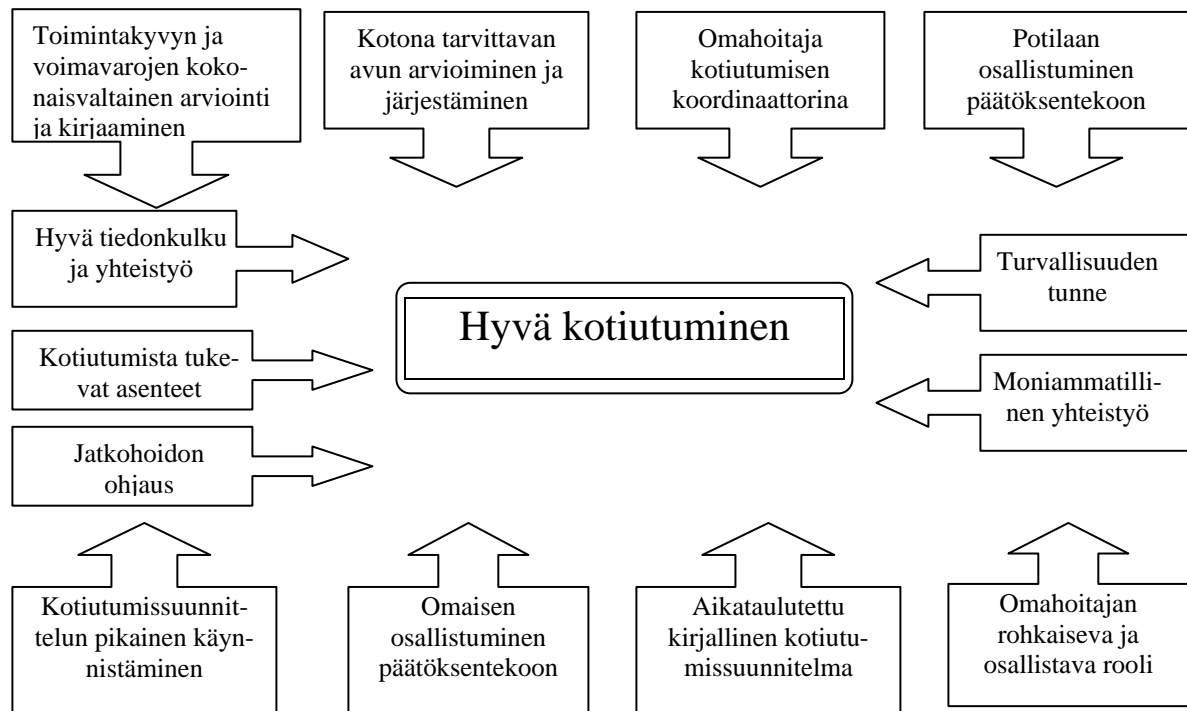 Toimintakyvyn ja
voimavarojen koko-
naisvaltainen arviointi
ja kirjaaminen
Kotona tarvittavan
avun arvioiminen ja
järjestäminen
Omahoitaja
kotiutumisen
koordinaattorina
Potilaan
osallistuminen
päätöksentekoon
Hyvä tiedonkulku
ja yhteistyö
Turvallisuuden
tunne
Hyvä kotiutuminen
Kotiutumista tuke-
vat asenteet
Moniammatilli-
nen yhteistyö
Jatkohoidon
ohjaus
Kotiutumissuunnit-
telun pikainen käyn-
nistäminen
Omaisen
osallistuminen
päätöksentekoon
Aikataulutettu
kirjallinen kotiutu-
missuunnitelma
Omahoitajan
rohkaiseva ja
osallistava rooli